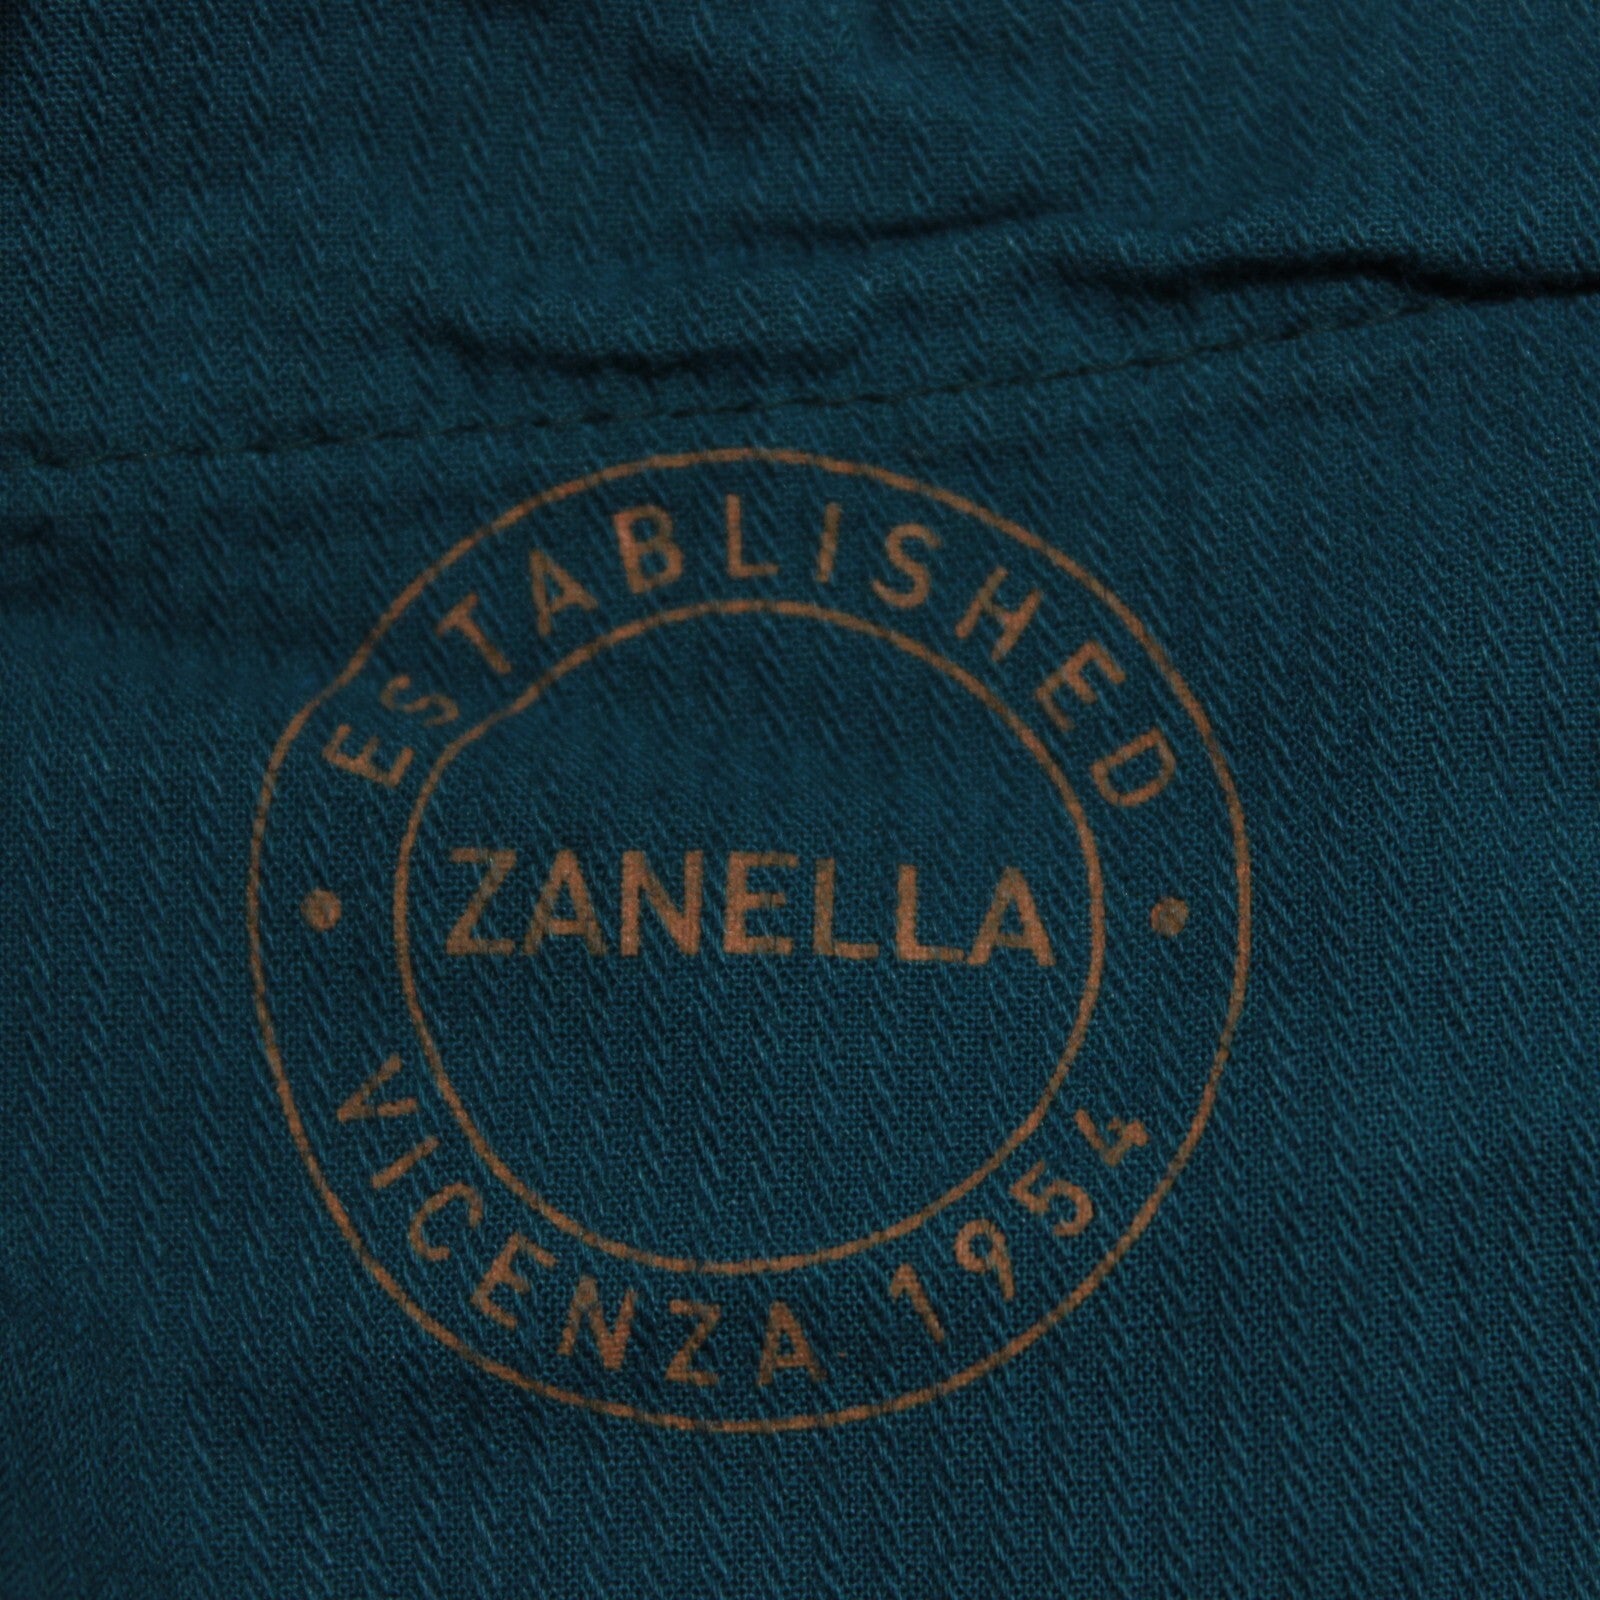 ESTABLISHED
ZANELLA
VICENZA 1954